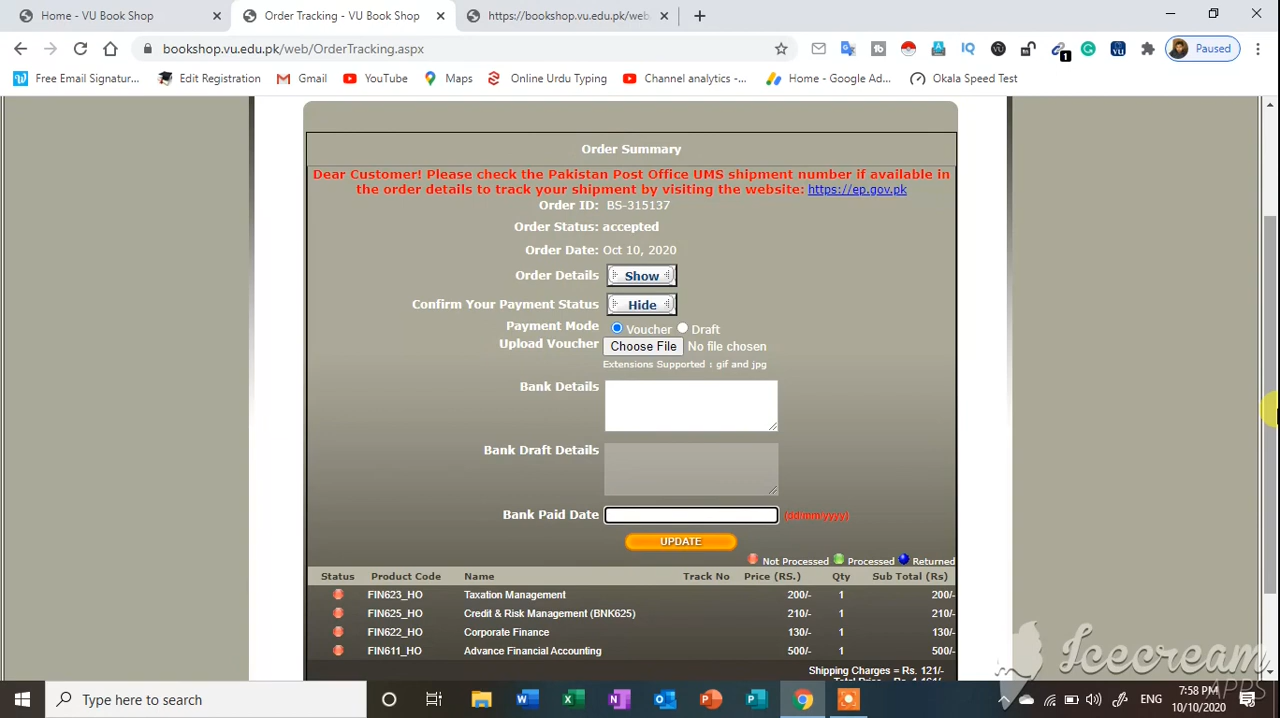 Home - VU Book Shop
Order Tracking - VU Book Shop
https://bookshop.vu.edu.pk/web
bookshop.vu.edu.pk/web/OrderTracking.aspx
Paused
Free Email Signatur...
Edit Registration
Gmail
YouTube
Maps
Online Urdu Typing
Channel analytics -...
Home - Google Ad...
Okala Speed Test
Order Summary
Dear Customer! Please check the Pakistan Post Office UMS shipment number if available in
the order details to track your shipment by visiting the website: https://ep.gov.pk
Order ID: BS-315137
Order Status: accepted
Order Date: Oct 10, 2020
Order Details Show
Confirm Your Payment Status Hide
Payment Mode Voucher Draft
Upload Voucher Choose File No file chosen
Extensions Supported : gif and jpg
Bank Details
Bank Draft Details
Bank Paid Date (dd/mm/yyyy)
UPDATE
Not Processed Processed Returned
Status Product Code Name Track No Price (RS.) Qty Sub Total (Rs)
FIN623_HO Taxation Management 200/- 1 200/-
FIN625_HO Credit & Risk Management (BNK625) 210/- 1 210/-
FIN622_HO Corporate Finance 130/- 1 130/-
FIN611_HO Advance Financial Accounting 500/- 1 500/-
Shipping Charges = Rs. 121/-
Icecream
APPS
Type here to search
ENG
7:58 PM
10/10/2020